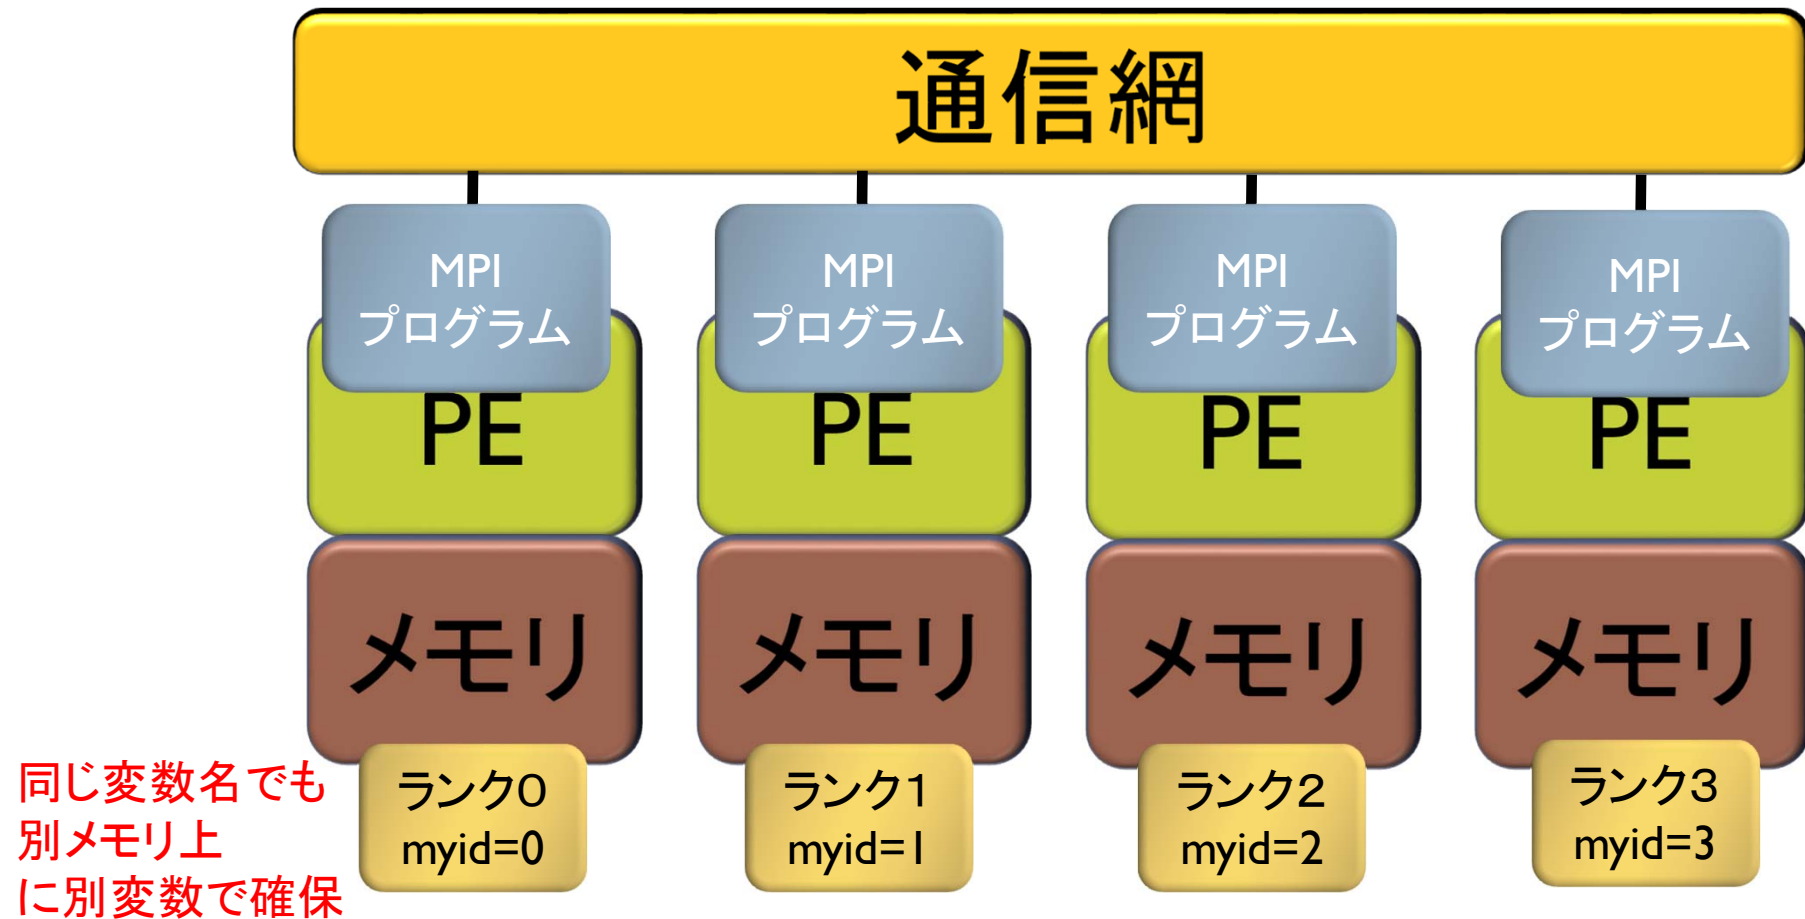 通信網
MPI
プログラム
PE
メモリ
ランク0
myid=0
MPI
プログラム
PE
メモリ
ランク1
myid=1
MPI
プログラム
PE
メモリ
ランク2
myid=2
MPI
プログラム
PE
メモリ
ランク3
myid=3
同じ変数名でも
別メモリ上
に別変数で確保